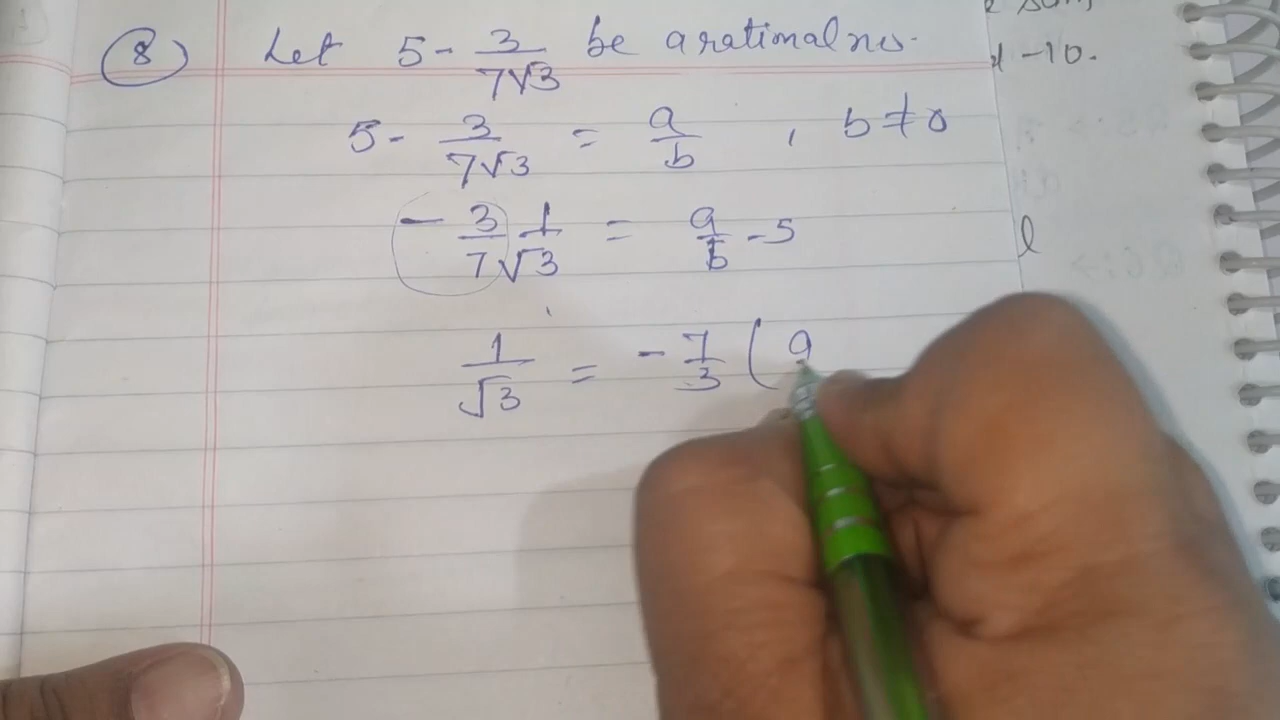 ⑧ Let 5 - 3/7√3 be a rational no.
5 - 3/7√3 = a/b , b ≠ 0
- 3/7 1/√3 = a/b - 5
1/√3 = - 7/3 ( a
-10.